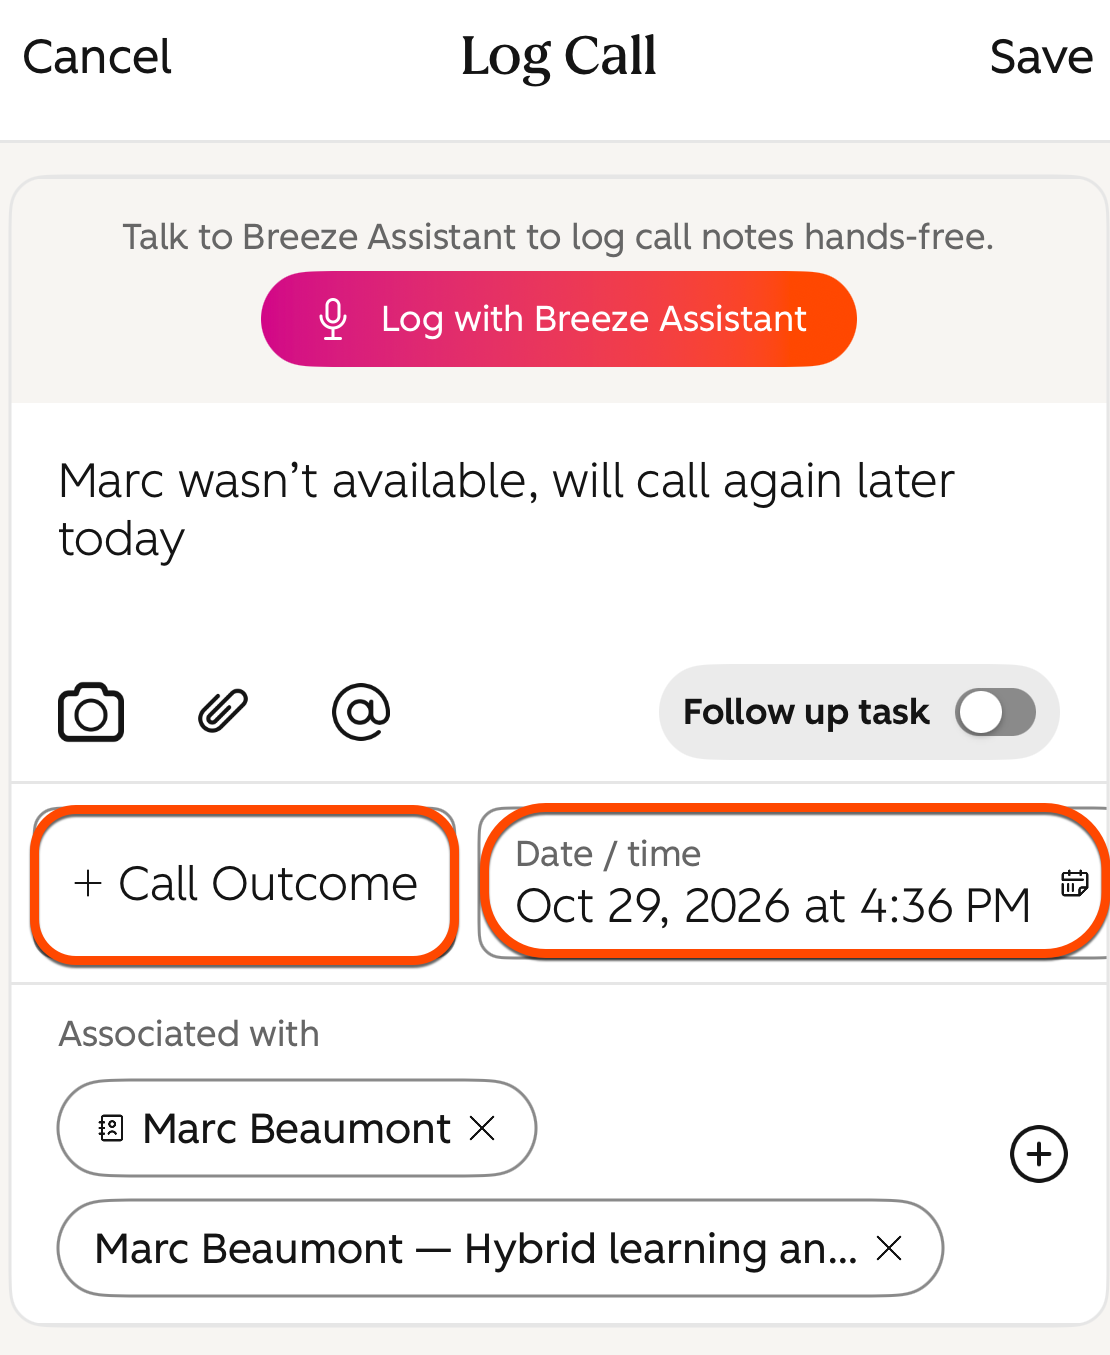 Cancel
Log Call
Save
Talk to Breeze Assistant to log call notes hands-free.
Log with Breeze Assistant
Marc wasn’t available, will call again later
today
Follow up task
+ Call Outcome
Date / time
Oct 29, 2026 at 4:36 PM
Associated with
Marc Beaumont
Marc Beaumont — Hybrid learning an...